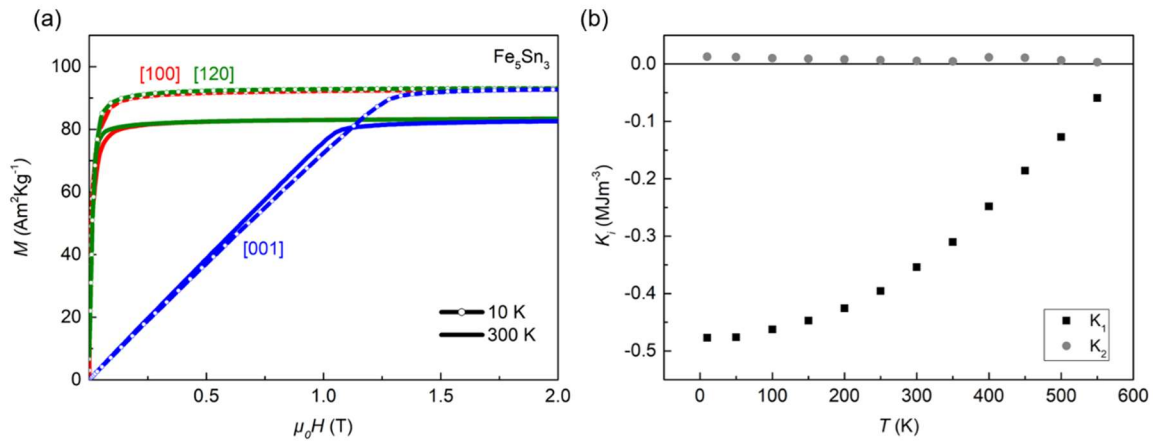 (a)
Fe₅Sn₃
[100] [120]
[001]
10 K
300 K
100
80
60
40
20
0
M (Am²Kg⁻¹)
0.5
1.0
1.5
2.0
μ₀H (T)
(b)
0.0
-0.1
-0.2
-0.3
-0.4
-0.5
Kᵢ (MJm⁻³)
K₁
K₂
0
100
200
300
400
500
600
T (K)